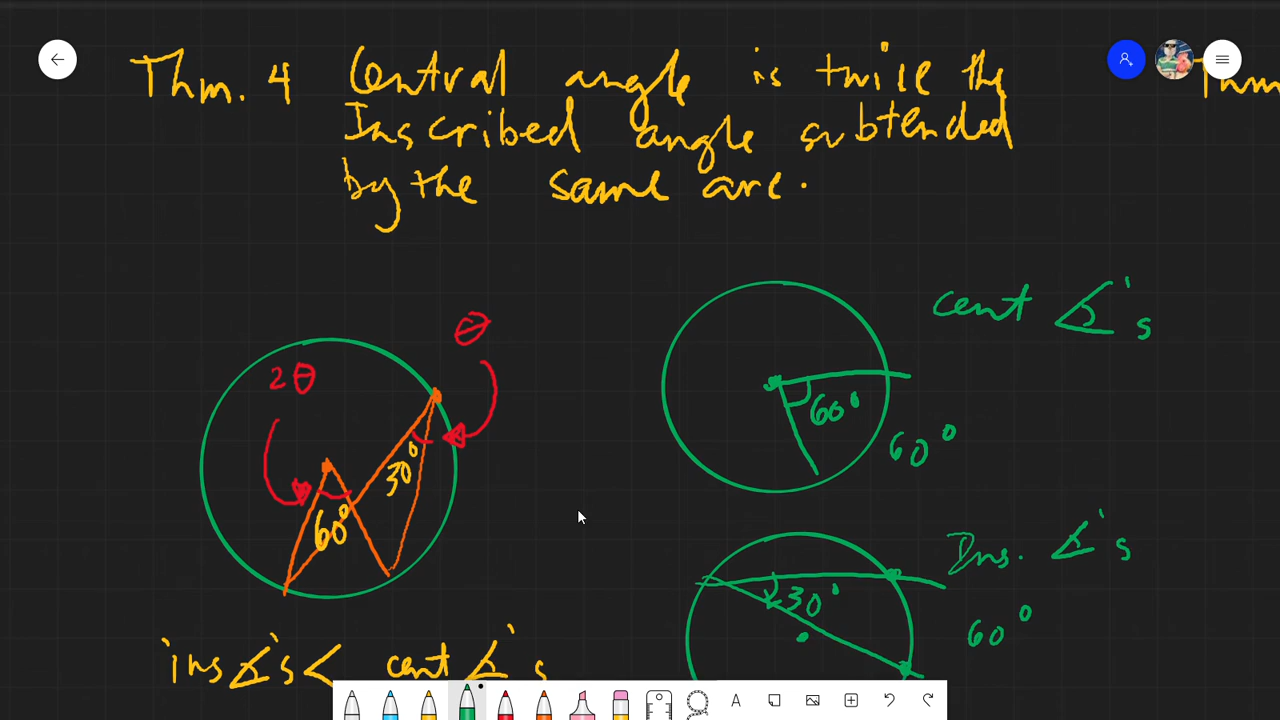 Thm. 4 Central angle is twice the
Thm
Inscribed angle subtended
by the same arc.
θ
2θ
30°
60°
cent ∡'s
60°
60°
Ins. ∡'s
30°
60°
ins ∡'s < cent ∡'s
A